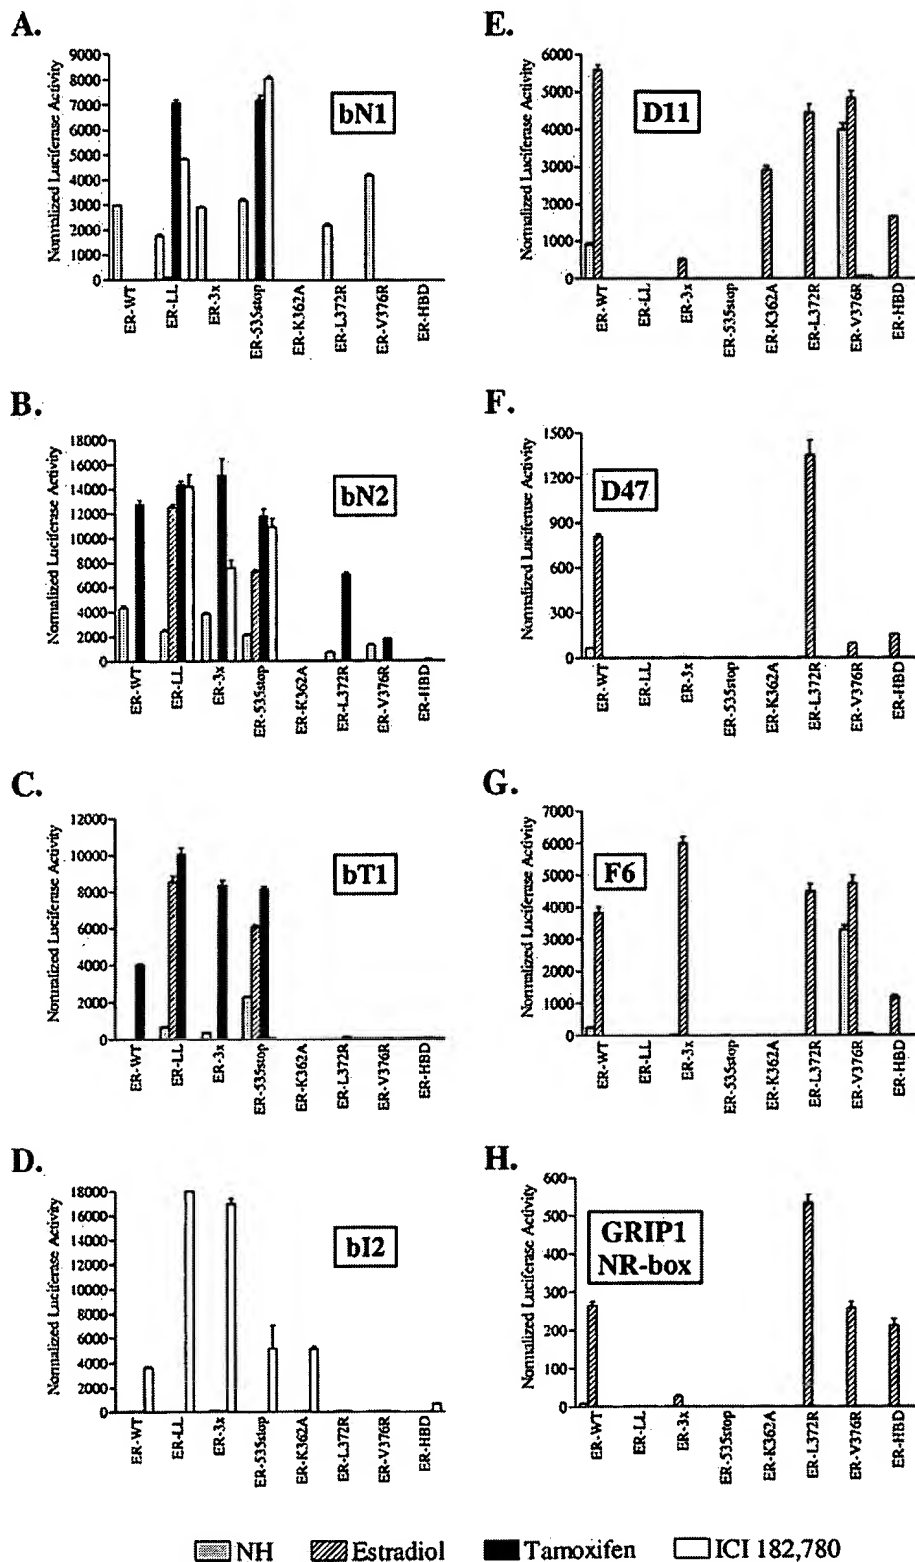 A.
Normalized Luciferase Activity
9000
8000
7000
6000
5000
4000
3000
2000
1000
0
bN1
ER-WT
ER-LL
ER-3x
ER-535stop
ER-K362A
ER-L372R
ER-V376R
ER-HBD
B.
Normalized Luciferase Activity
18000
16000
14000
12000
10000
8000
6000
4000
2000
0
bN2
ER-WT
ER-LL
ER-3x
ER-535stop
ER-K362A
ER-L372R
ER-V376R
ER-HBD
C.
Normalized Luciferase Activity
12000
10000
8000
6000
4000
2000
0
bT1
ER-WT
ER-LL
ER-3x
ER-535stop
ER-K362A
ER-L372R
ER-V376R
ER-HBD
D.
Normalized Luciferase Activity
18000
16000
14000
12000
10000
8000
6000
4000
2000
0
bI2
ER-WT
ER-LL
ER-3x
ER-535stop
ER-K362A
ER-L372R
ER-V376R
ER-HBD
E.
Normalized Luciferase Activity
6000
5000
4000
3000
2000
1000
0
D11
ER-WT
ER-LL
ER-3x
ER-535stop
ER-K362A
ER-L372R
ER-V376R
ER-HBD
F.
Normalized Luciferase Activity
1500
1200
900
600
300
0
D47
ER-WT
ER-LL
ER-3x
ER-535stop
ER-K362A
ER-L372R
ER-V376R
ER-HBD
G.
Normalized Luciferase Activity
7000
6000
5000
4000
3000
2000
1000
0
F6
ER-WT
ER-LL
ER-3x
ER-535stop
ER-K362A
ER-L372R
ER-V376R
ER-HBD
H.
Normalized Luciferase Activity
600
500
400
300
200
100
0
GRIP1
NR-box
ER-WT
ER-LL
ER-3x
ER-535stop
ER-K362A
ER-L372R
ER-V376R
ER-HBD
NH Estradiol Tamoxifen ICI 182,780